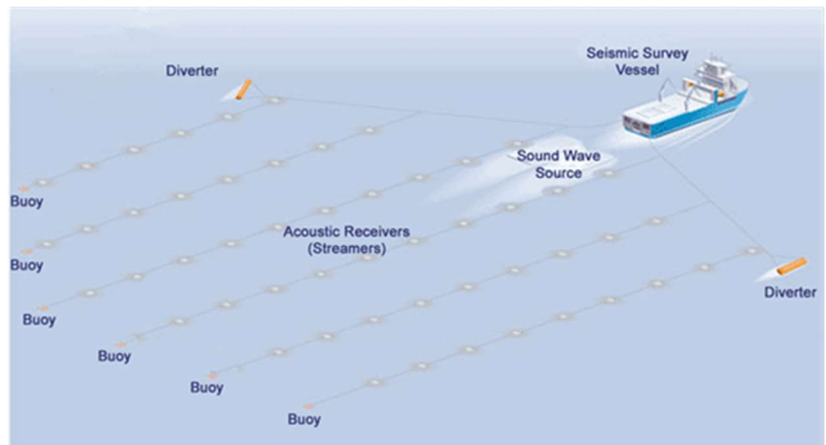 Seismic Survey
Vessel
Diverter
Sound Wave
Source
Buoy
Acoustic Receivers
(Streamers)
Buoy
Diverter
Buoy
Buoy
Buoy
Buoy